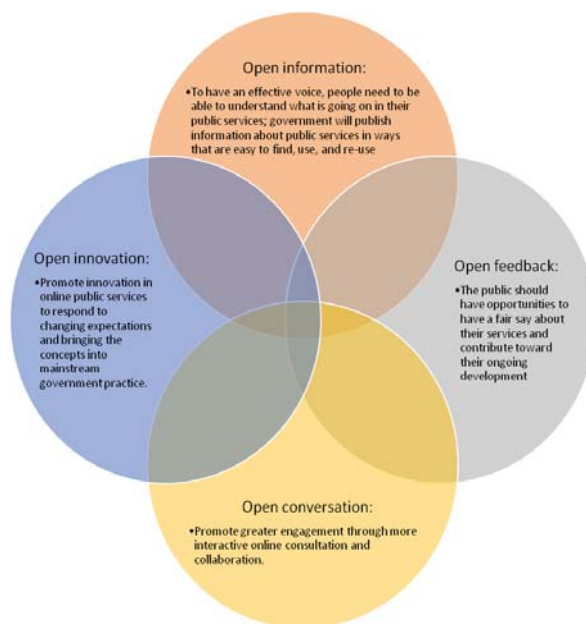 Open information:
•To have an effective voice, people need to be
able to understand what is going on in their
public services; government will publish
information about public services in ways
that are easy to find, use, and re-use
Open innovation:
•Promote innovation in
online public services
to respond to
changing expectations
and bringing the
concepts into
mainstream
government practice.
Open feedback:
•The public should
have opportunities to
have a fair say about
their services and
contribute toward
their ongoing
development
Open conversation:
•Promote greater engagement through more
interactive online consultation and
collaboration.